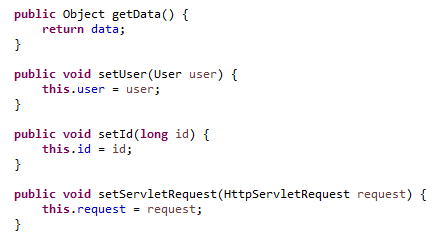 public Object getData() {
    return data;
}
public void setUser(User user) {
    this.user = user;
}
public void setId(long id) {
    this.id = id;
}
public void setServletRequest(HttpServletRequest request) {
    this.request = request;
}